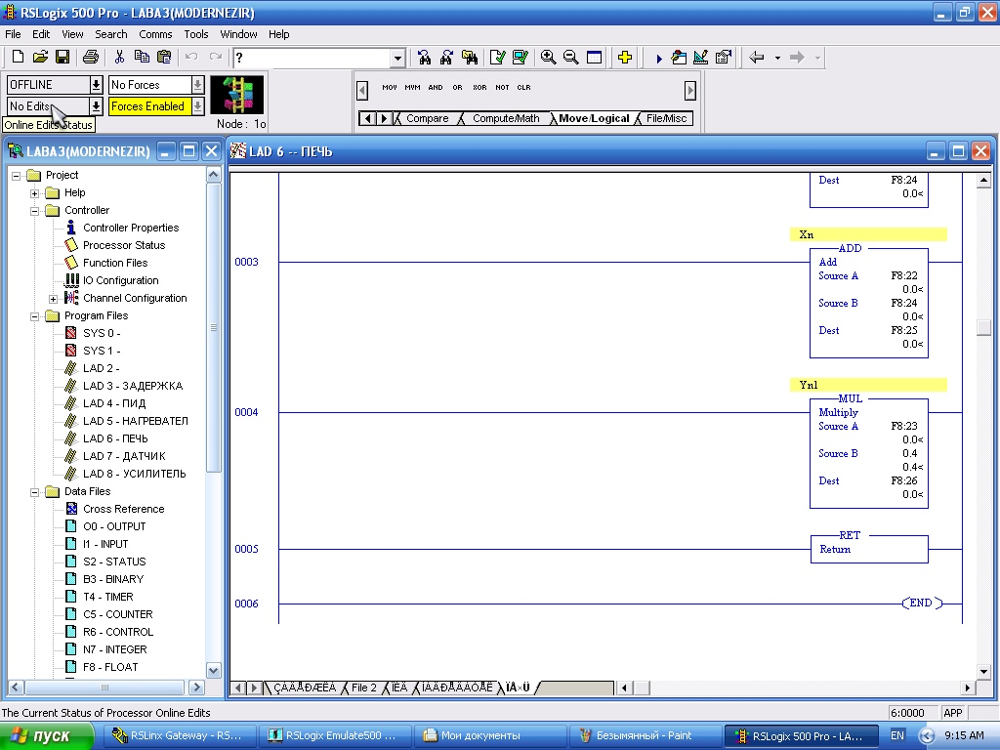 RSLogix 500 Pro - LABA3(MODERNEZIR)
File Edit View Search Comms Tools Window Help
?
OFFLINE No Forces
No Edits Forces Enabled
Online Edits Status
Node : 1o
MOV MVM AND OR XOR NOT CLR
Compare Compute/Math Move/Logical File/Misc
LABA3(MODERNEZIR)
Project
Help
Controller
Controller Properties
Processor Status
Function Files
IO Configuration
Channel Configuration
Program Files
SYS 0 -
SYS 1 -
LAD 2 -
LAD 3 - ЗАДЕРЖКА
LAD 4 - ПИД
LAD 5 - НАГРЕВАТЕЛ
LAD 6 - ПЕЧЬ
LAD 7 - ДАТЧИК
LAD 8 - УСИЛИТЕЛЬ
Data Files
Cross Reference
O0 - OUTPUT
I1 - INPUT
S2 - STATUS
B3 - BINARY
T4 - TIMER
C5 - COUNTER
R6 - CONTROL
N7 - INTEGER
F8 - FLOAT
LAD 6 -- ПЕЧЬ
Dest F8:24
0.0<
Xn
0003
ADD
Add
Source A F8:22
0.0<
Source B F8:24
0.0<
Dest F8:25
0.0<
Yn1
0004
MUL
Multiply
Source A F8:23
0.0<
Source B 0.4
0.4<
Dest F8:26
0.0<
0005
RET
Return
0006 END
ÇÀÄÅÐÆÊÀ File 2 ÏÈÄ ÍÀÃÐÅÂÀÒÅË ÏÅ×Ü
The Current Status of Processor Online Edits 6:0000 APP
пуск RSLinx Gateway - RS... RSLogix Emulate500 ... Мои документы Безымянный - Paint RSLogix 500 Pro - LA... EN 9:15 AM